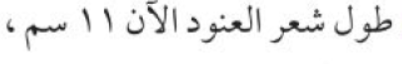 طول شعر العنود الآن ١١ سم ،